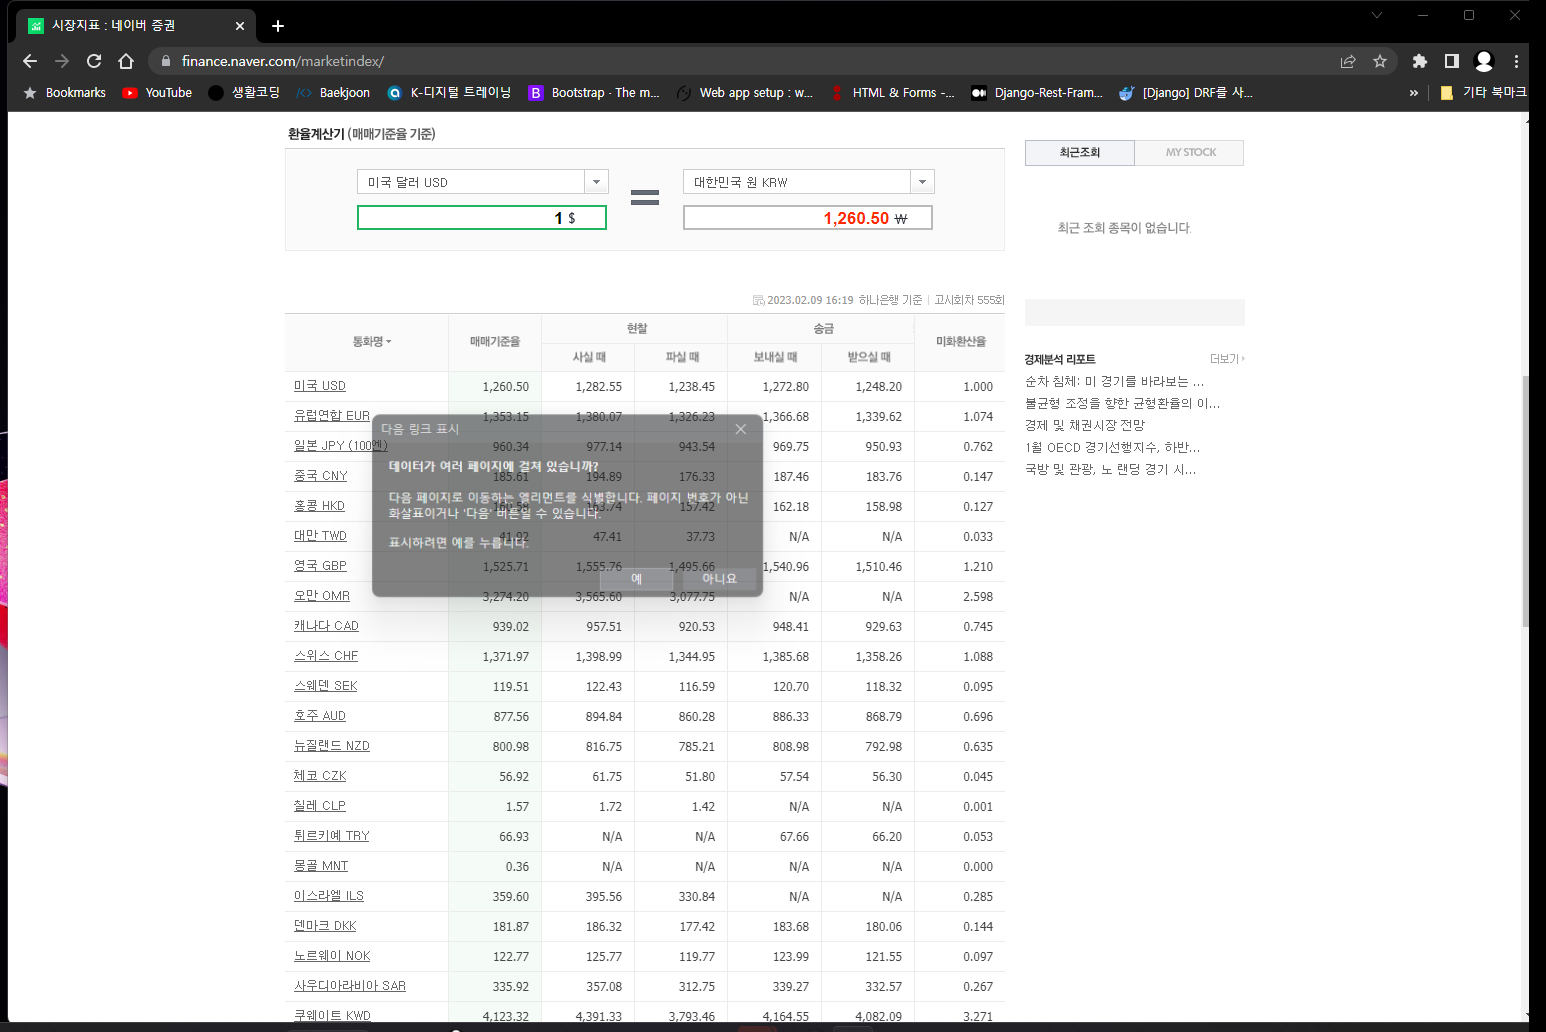 시장지표 : 네이버 증권
finance.naver.com/marketindex/
Bookmarks YouTube 생활코딩 Baekjoon K-디지털 트레이닝 Bootstrap · The m... Web app setup : w... HTML & Forms -... Django-Rest-Fram... [Django] DRF를 사... » 기타 북마크
환율계산기 (매매기준율 기준)
미국 달러 USD 대한민국 원 KRW
1 $ = 1,260.50 ₩
2023.02.09 16:19 하나은행 기준 고시회차 555회
통화명 매매기준율 현찰 송금 미화환산율
사실 때 파실 때 보내실 때 받으실 때
미국 USD 1,260.50 1,282.55 1,238.45 1,272.80 1,248.20 1.000
유럽연합 EUR 1,353.15 1,380.07 1,326.23 1,366.68 1,339.62 1.074
일본 JPY (100엔) 960.34 977.14 943.54 969.75 950.93 0.762
중국 CNY 185.61 194.89 176.33 187.46 183.76 0.147
홍콩 HKD 160.58 163.74 157.42 162.18 158.98 0.127
대만 TWD 41.92 47.41 37.73 N/A N/A 0.033
영국 GBP 1,525.71 1,555.76 1,495.66 1,540.96 1,510.46 1.210
오만 OMR 3,274.20 3,565.60 3,077.75 N/A N/A 2.598
캐나다 CAD 939.02 957.51 920.53 948.41 929.63 0.745
스위스 CHF 1,371.97 1,398.99 1,344.95 1,385.68 1,358.26 1.088
스웨덴 SEK 119.51 122.43 116.59 120.70 118.32 0.095
호주 AUD 877.56 894.84 860.28 886.33 868.79 0.696
뉴질랜드 NZD 800.98 816.75 785.21 808.98 792.98 0.635
체코 CZK 56.92 61.75 51.80 57.54 56.30 0.045
칠레 CLP 1.57 1.72 1.42 N/A N/A 0.001
튀르키예 TRY 66.93 N/A N/A 67.66 66.20 0.053
몽골 MNT 0.36 N/A N/A N/A N/A 0.000
이스라엘 ILS 359.60 395.56 330.84 N/A N/A 0.285
덴마크 DKK 181.87 186.32 177.42 183.68 180.06 0.144
노르웨이 NOK 122.77 125.77 119.77 123.99 121.55 0.097
사우디아라비아 SAR 335.92 357.08 312.75 339.27 332.57 0.267
쿠웨이트 KWD 4,123.32 4,391.33 3,793.46 4,164.55 4,082.09 3.271
다음 링크 표시
데이터가 여러 페이지에 걸쳐 있습니까?
다음 페이지로 이동하는 엘리먼트를 식별합니다. 페이지 번호가 아닌
화살표이거나 '다음' 버튼일 수 있습니다.
표시하려면 예를 누릅니다.
예 아니요
최근조회 MY STOCK
최근 조회 종목이 없습니다.
경제분석 리포트 더보기
순차 침체: 미 경기를 바라보는 ...
불균형 조정을 향한 균형환율의 이...
경제 및 채권시장 전망
1월 OECD 경기선행지수, 하반...
국방 및 관광, 노 랜딩 경기 시...